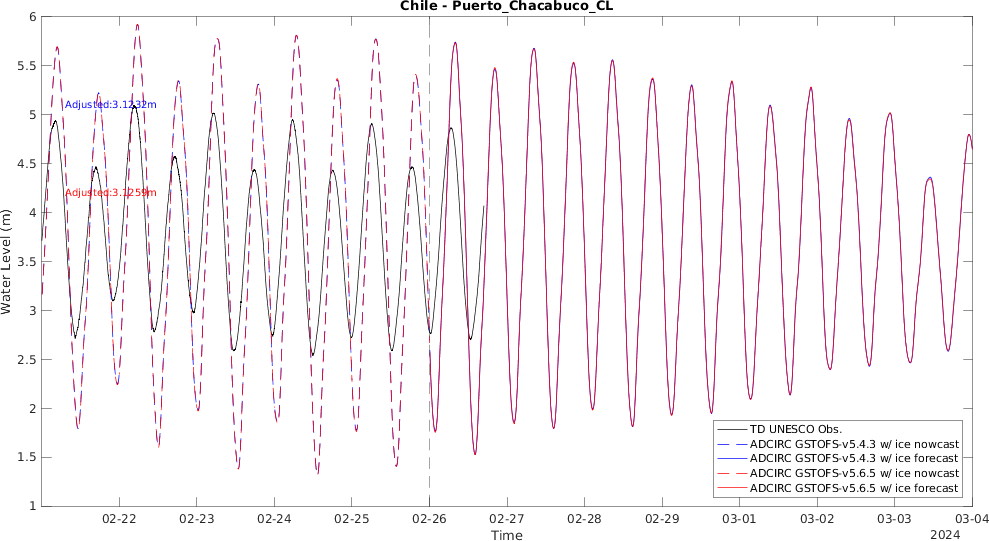 Chile - Puerto_Chacabuco_CL
6
5.5
5
4.5
4
3.5
3
2.5
2
1.5
1
Water Level (m)
Adjusted:3.1232m
Adjusted:3.1259m
TD UNESCO Obs.
ADCIRC GSTOFS-v5.4.3 w/ ice nowcast
ADCIRC GSTOFS-v5.4.3 w/ ice forecast
ADCIRC GSTOFS-v5.6.5 w/ ice nowcast
ADCIRC GSTOFS-v5.6.5 w/ ice forecast
02-22 02-23 02-24 02-25 02-26 02-27 02-28 02-29 03-01 03-02 03-03 03-04
Time
2024